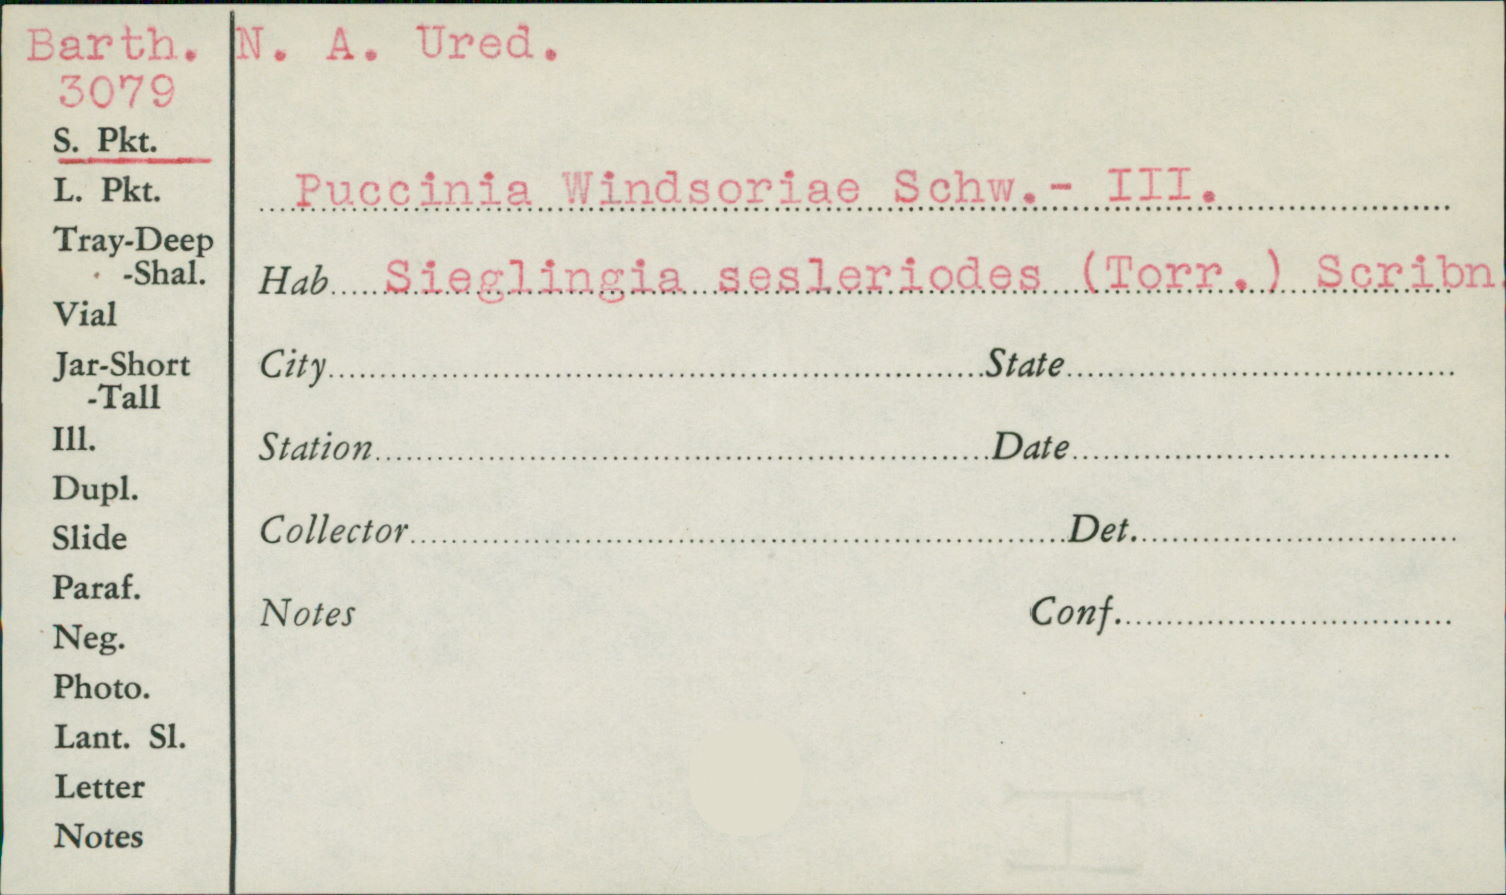 Barth. N. A. Ured.
3079
S. Pkt.
L. Pkt.
Tray-Deep
-Shal.
Vial
Jar-Short
-Tall
Ill.
Dupl.
Slide
Paraf.
Neg.
Photo.
Lant. Sl.
Letter
Notes
Puccinia Windsoriae Schw.- III.
Hab. Sieglingia sesleriodes (Torr.) Scribn.
City State
Station Date
Collector Det.
Notes Conf.